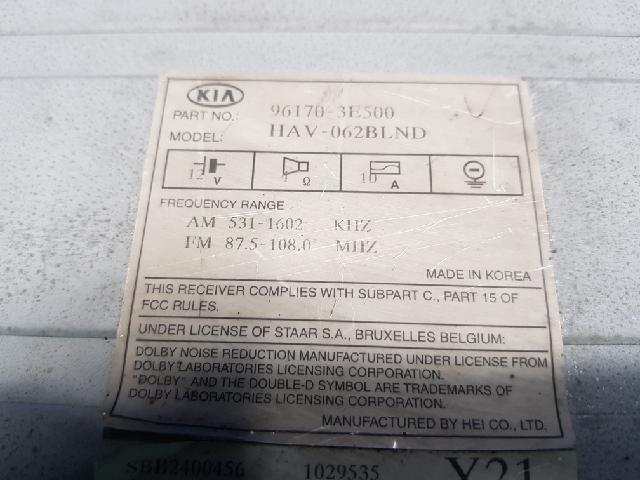 KIA
PART NO.: 96170-3E500
MODEL: HAV-062BLND
12 V 4 Ω 10 A
FREQUENCY RANGE
AM 531-1602 KHZ
FM 87.5-108.0 MHZ
MADE IN KOREA
THIS RECEIVER COMPLIES WITH SUBPART C., PART 15 OF
FCC RULES.
UNDER LICENSE OF STAAR S.A., BRUXELLES BELGIUM:
DOLBY NOISE REDUCTION MANUFACTURED UNDER LICENSE FROM
DOLBY LABORATORIES LICENSING CORPORATION.
"DOLBY" AND THE DOUBLE-D SYMBOL ARE TRADEMARKS OF
DOLBY LABORATORIES LICENSING CORPORATION.
MANUFACTURED BY HEI CO., LTD.
SBB2400456 1029535 Y21